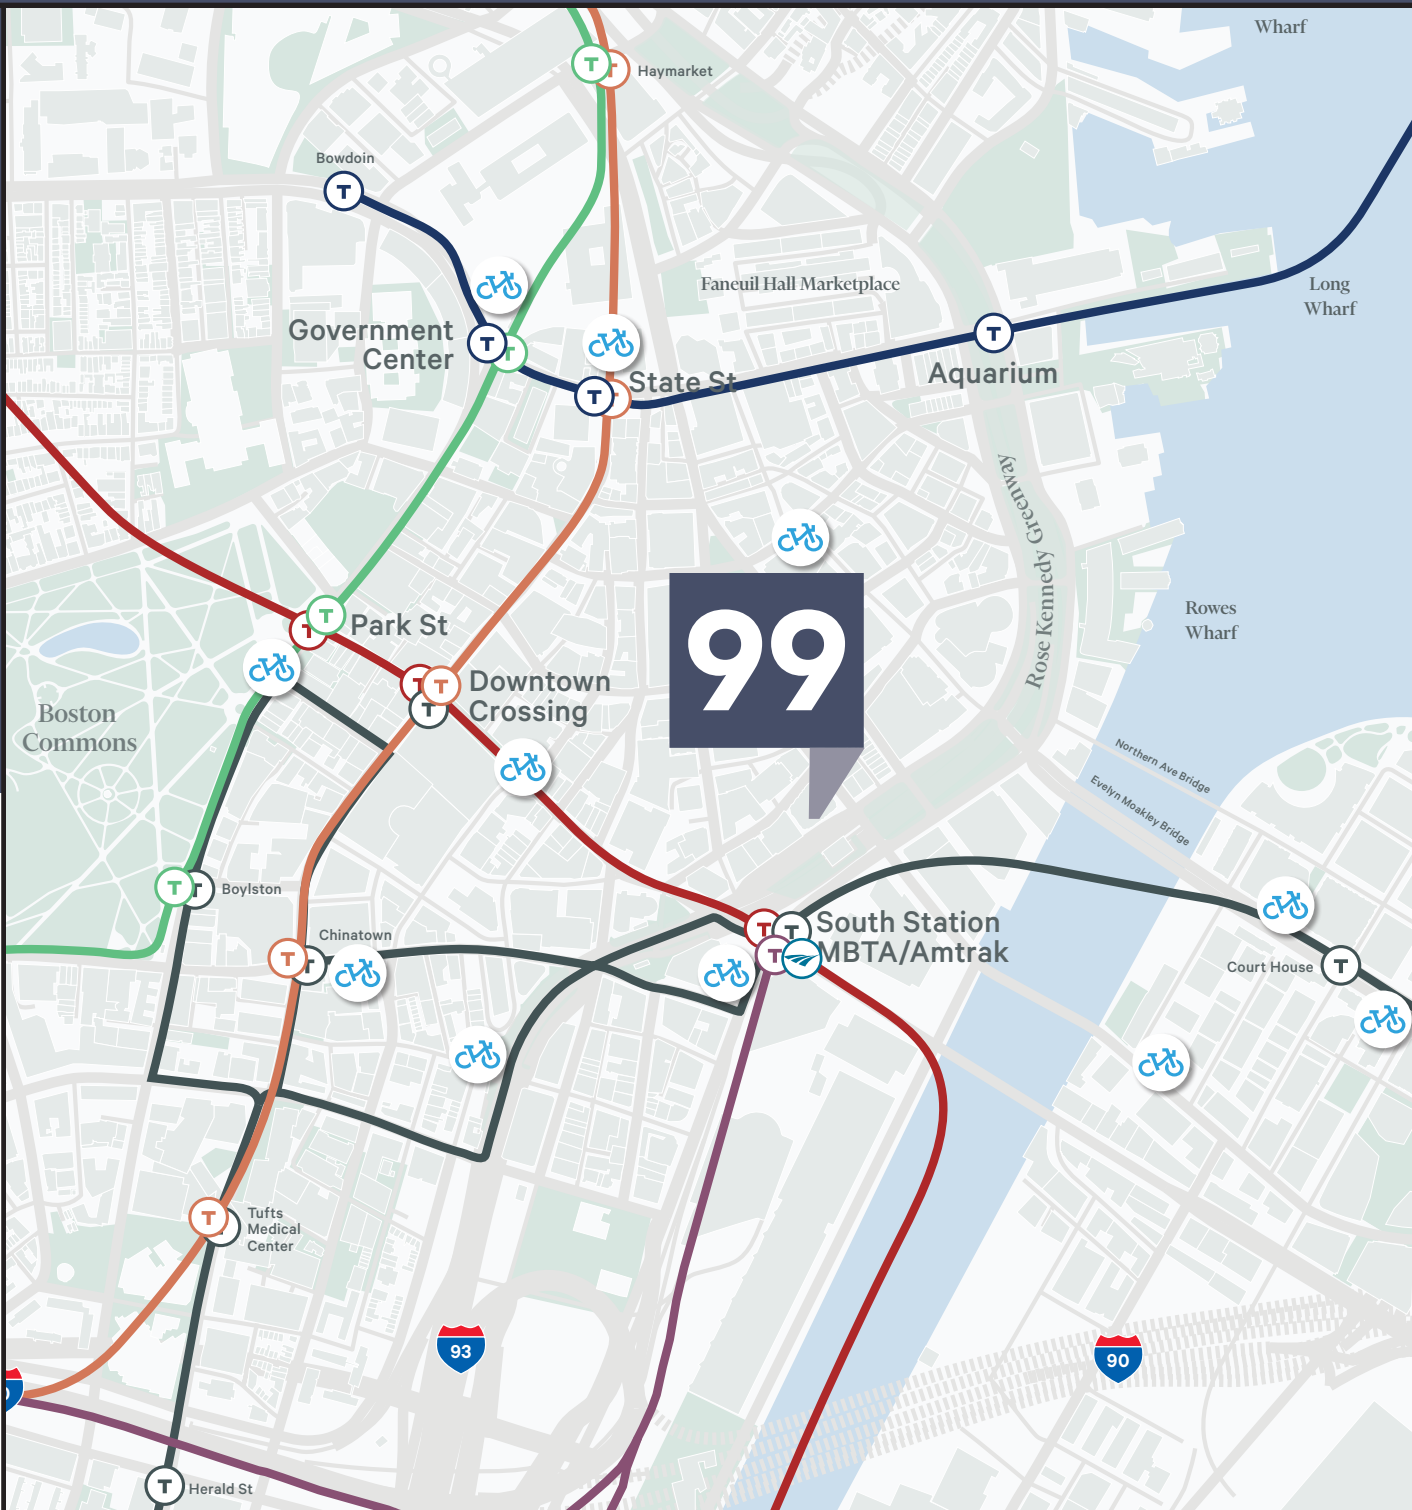 Wharf
T
T
Haymarket
Bowdoin
T
Faneuil Hall Marketplace
Long
Wharf
Government
Center
T
T
T
Aquarium
State St
T
Rose Kennedy Greenway
99
Rowes
Wharf
T
T
Park St
T
T
T
Downtown
Crossing
Boston
Commons
Northern Ave Bridge
Evelyn Moakley Bridge
T
T
Boylston
Chinatown
T
T
T
T
T
South Station
MBTA/Amtrak
Court House
T
T
Tufts
Medical
Center
93
90
T
Herald St